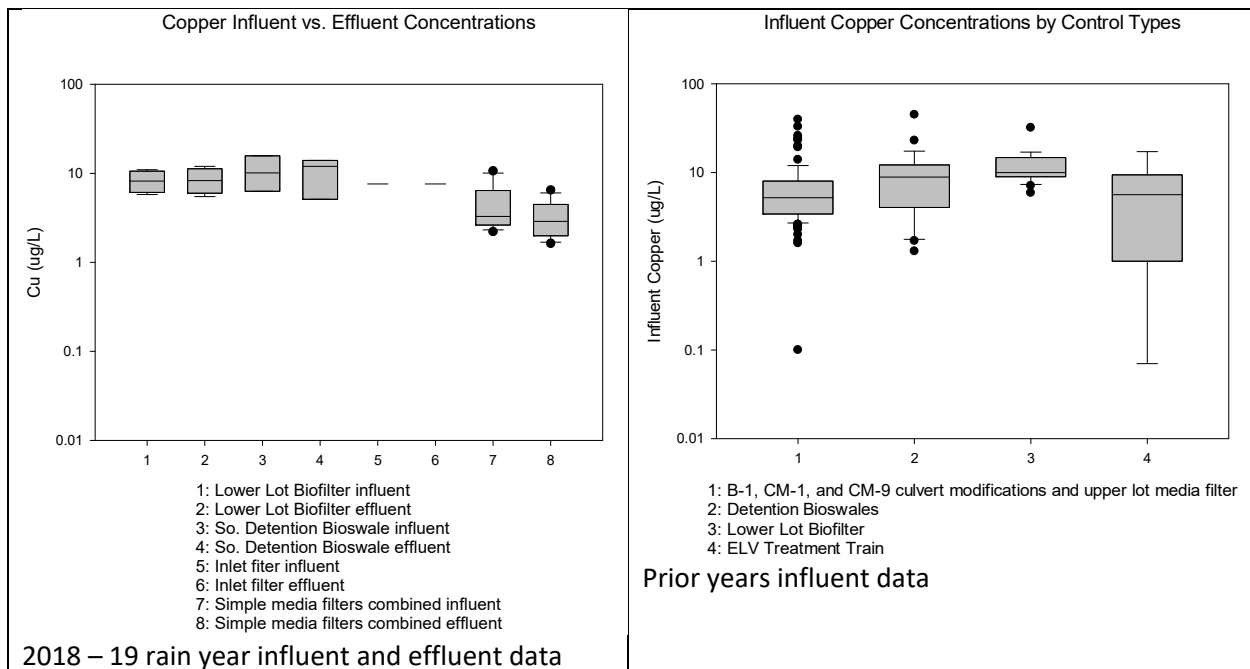 Copper Influent vs. Effluent Concentrations
100
10
1
0.1
0.01
Cu (ug/L)
1 2 3 4 5 6 7 8
1: Lower Lot Biofilter influent
2: Lower Lot Biofilter effluent
3: So. Detention Bioswale influent
4: So. Detention Bioswale effluent
5: Inlet fiter influent
6: Inlet filter effluent
7: Simple media filters combined influent
8: Simple media filters combined effluent
2018 – 19 rain year influent and effluent data
Influent Copper Concentrations by Control Types
100
10
1
0.1
0.01
Influent Copper (ug/L)
1 2 3 4
1: B-1, CM-1, and CM-9 culvert modifications and upper lot media filter
2: Detention Bioswales
3: Lower Lot Biofilter
4: ELV Treatment Train
Prior years influent data